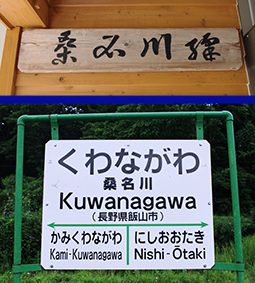 桑名川驛
くわながわ
桑名川
Kuwanagawa
（長野県飯山市）
かみくわながわ
Kami-Kuwanagawa
にしおおたき
Nishi-Ōtaki